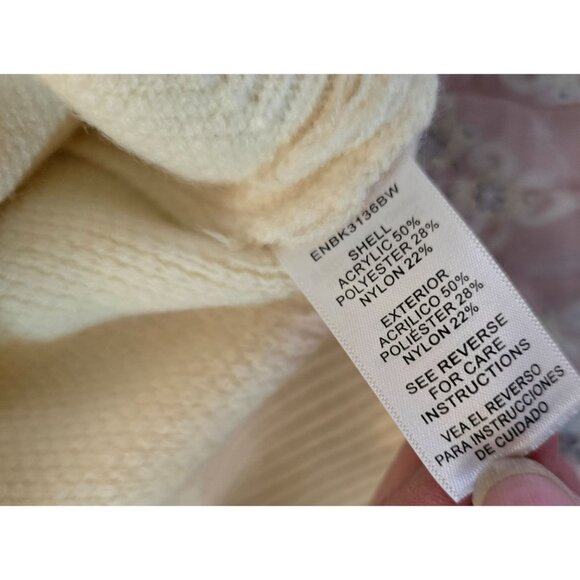 ENBK3136BW
SHELL
ACRYLIC 50%
POLYESTER 28%
NYLON 22%
EXTERIOR
ACRILICO 50%
POLIÉSTER 28%
NYLON 22%
SEE REVERSE
FOR CARE
INSTRUCTIONS
VEA EL REVERSO
PARA INSTRUCCIONES
DE CUIDADO